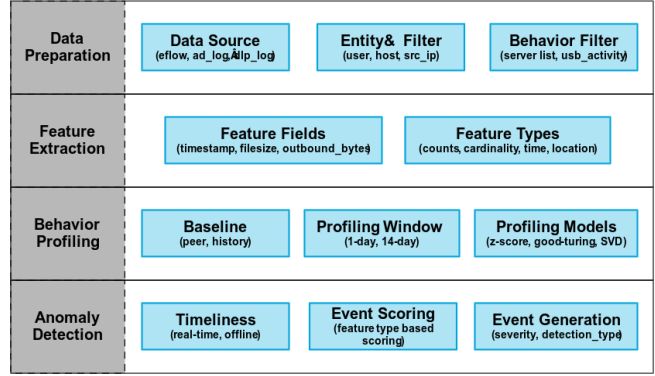 Data
Preparation
Data Source
(eflow, ad_log, dlp_log)
Entity& Filter
(user, host, src_ip)
Behavior Filter
(server list, usb_activity)
Feature
Extraction
Feature Fields
(timestamp, filesize, outbound_bytes)
Feature Types
(counts, cardinality, time, location)
Behavior
Profiling
Baseline
(peer, history)
Profiling Window
(1-day, 14-day)
Profiling Models
(z-score, good-turing, SVD)
Anomaly
Detection
Timeliness
(real-time, offline)
Event Scoring
(feature type based
scoring)
Event Generation
(severity, detection_type)